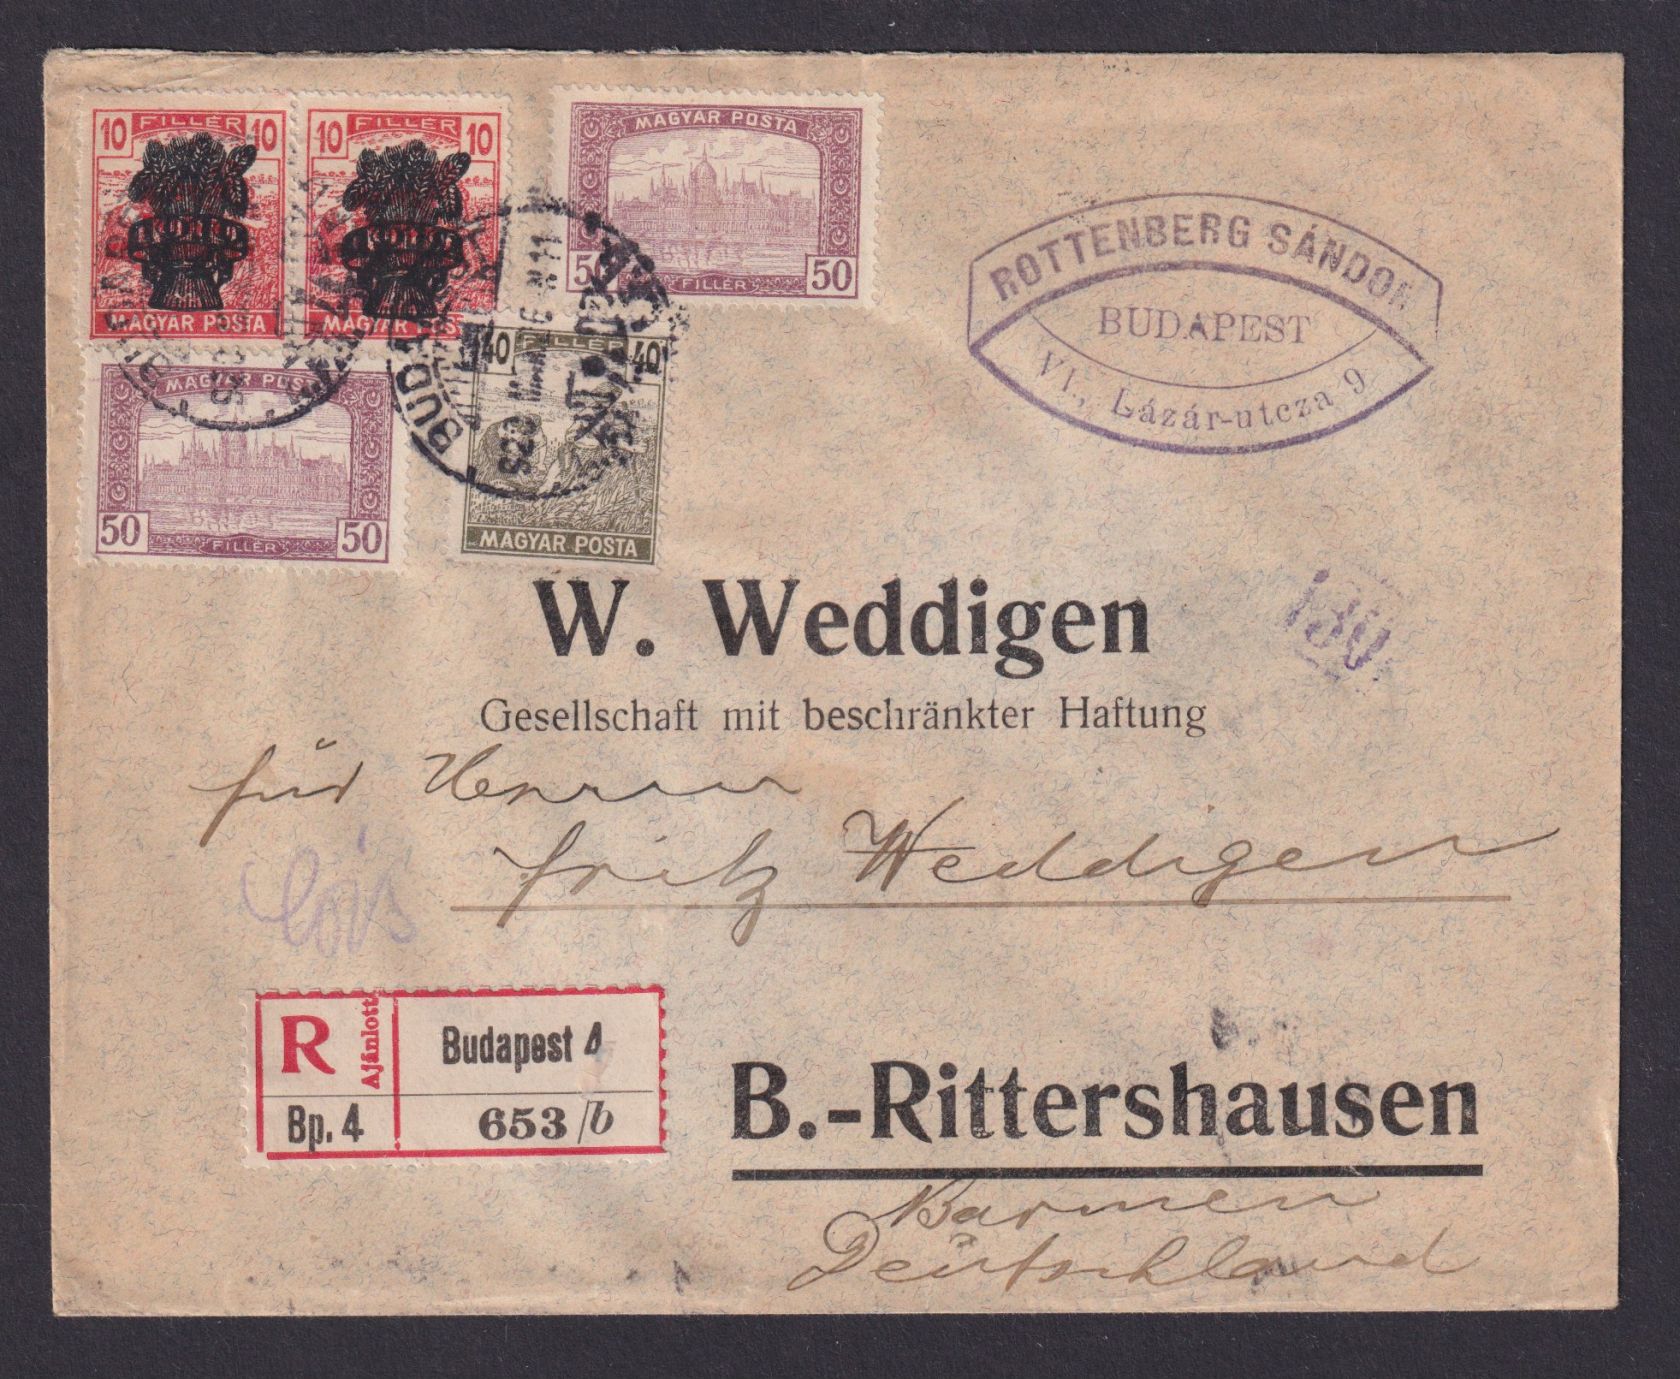 10 FILLÉR 10
MAGYAR POSTA
10 FILLÉR 10
MAGYAR POS
MAGYAR POSTA
50 50
FILLÉR
MAGYAR POSTA
50 50
FILLÉR
40 FILLÉR 40
MAGYAR POSTA
ROTTENBERG SÁNDOR
BUDAPEST
VI., Lázár-utcza 9
130
W. Weddigen
Gesellschaft mit beschränkter Haftung
für Herrn
Fritz Weddigen
R Ajánlott
Budapest 4
Bp. 4
653/b
B.-Rittershausen
Barmen
Deutschland